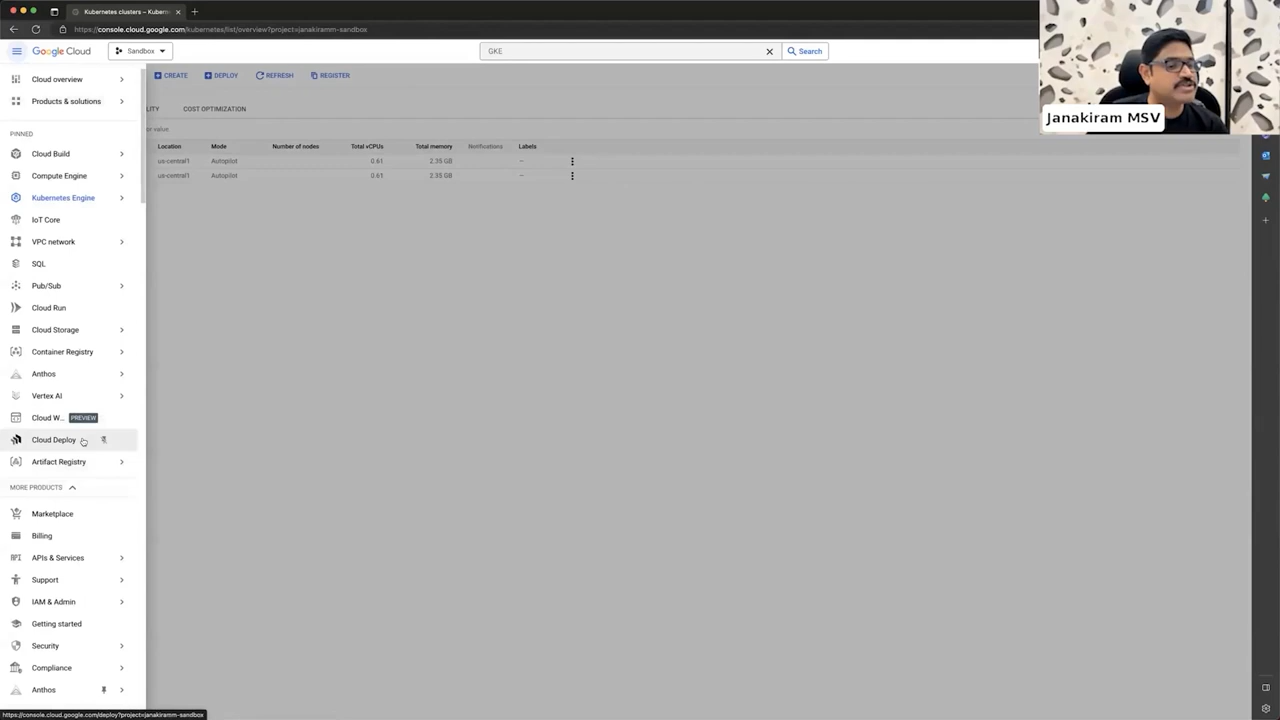 Kubernetes clusters – Kubern
https://console.cloud.google.com/kubernetes/list/overview?project=janakiramm-sandbox
Google Cloud
Sandbox
GKE
Search
Janakiram MSV
CREATE
DEPLOY
REFRESH
REGISTER
LITY
COST OPTIMIZATION
or value
Location Mode Number of nodes Total vCPUs Total memory Notifications Labels
us-central1 Autopilot 0.61 2.35 GB –
us-central1 Autopilot 0.61 2.35 GB –
Cloud overview
Products & solutions
PINNED
Cloud Build
Compute Engine
Kubernetes Engine
IoT Core
VPC network
SQL
Pub/Sub
Cloud Run
Cloud Storage
Container Registry
Anthos
Vertex AI
Cloud W... PREVIEW
Cloud Deploy
Artifact Registry
MORE PRODUCTS
Marketplace
Billing
APIs & Services
Support
IAM & Admin
Getting started
Security
Compliance
Anthos
https://console.cloud.google.com/deploy?project=janakiramm-sandbox